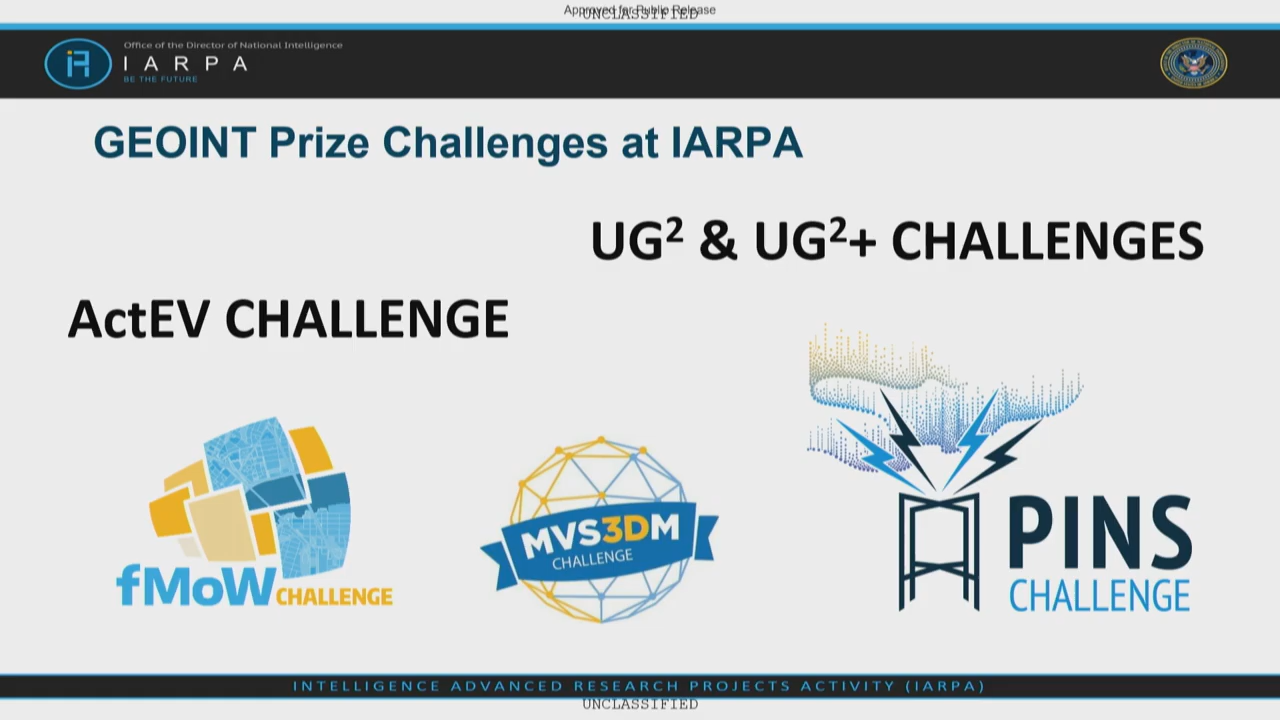 Approved for Public Release
UNCLASSIFIED
Office of the Director of National Intelligence
IARPA
BE THE FUTURE
GEOINT Prize Challenges at IARPA
UG² & UG²+ CHALLENGES
ActEV CHALLENGE
fMoW CHALLENGE
MVS3DM
CHALLENGE
PINS
CHALLENGE
INTELLIGENCE ADVANCED RESEARCH PROJECTS ACTIVITY (IARPA)
UNCLASSIFIED